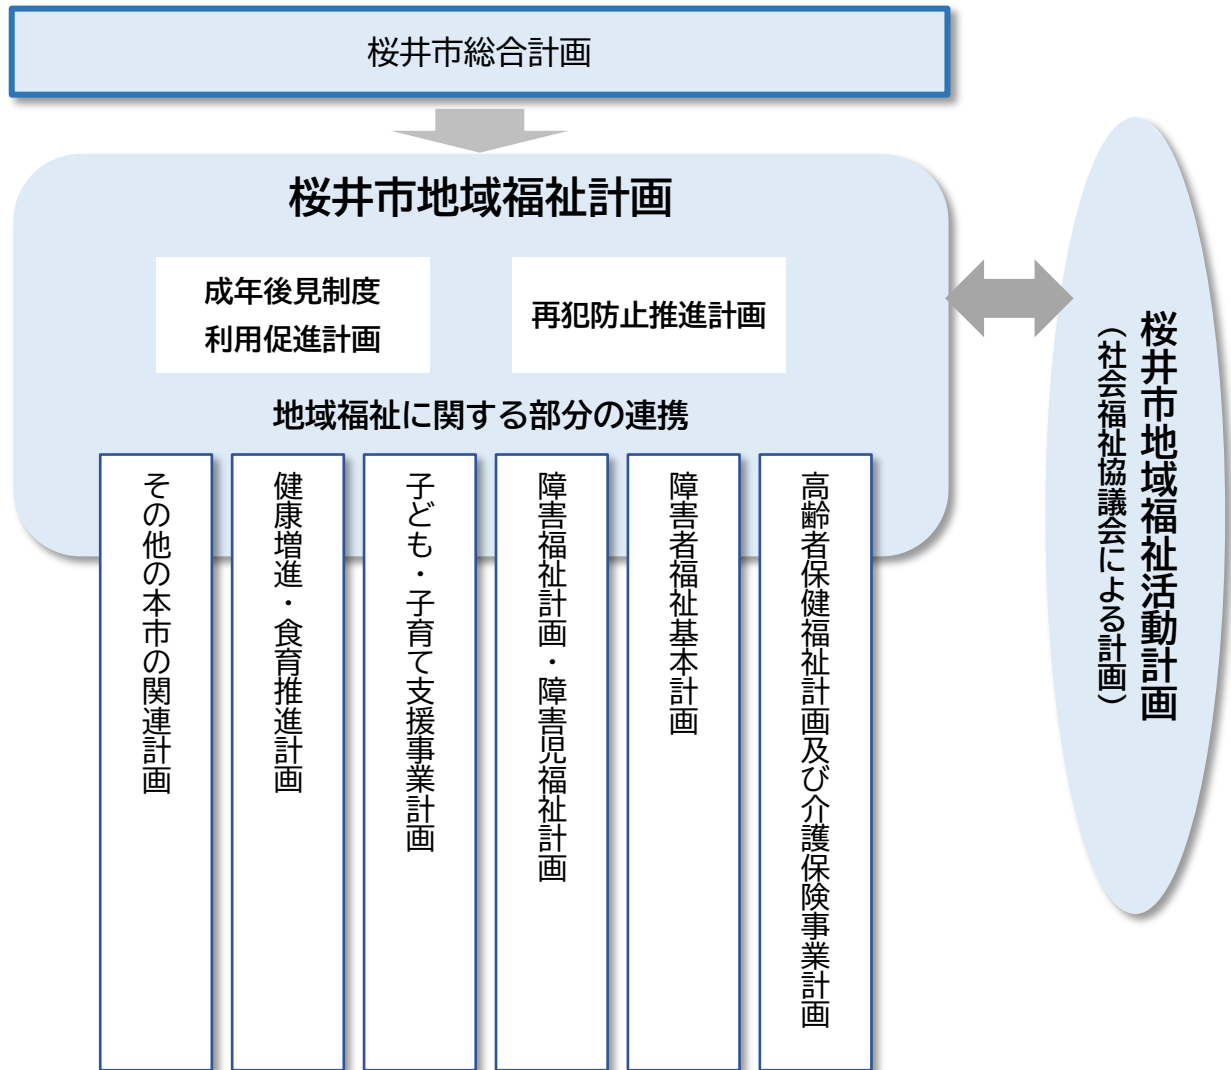 桜井市総合計画
桜井市地域福祉計画
成年後見制度
利用促進計画
再犯防止推進計画
地域福祉に関する部分の連携
高齢者保健福祉計画及び介護保険事業計画
障害者福祉基本計画
障害福祉計画・障害児福祉計画
子ども・子育て支援事業計画
健康増進・食育推進計画
その他の本市の関連計画
桜井市地域福祉活動計画
（社会福祉協議会による計画）